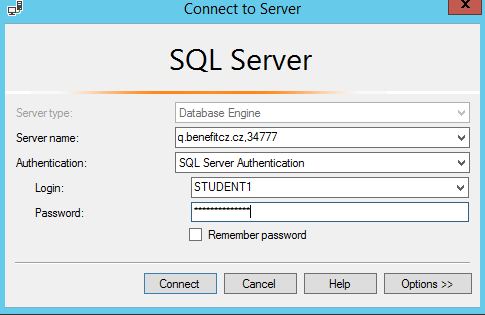 Connect to Server
x
SQL Server
Server type: Database Engine
Server name: q.benefitcz.cz,34777
Authentication: SQL Server Authentication
Login: STUDENT1
Password: **************
Remember password
Connect Cancel Help Options >>